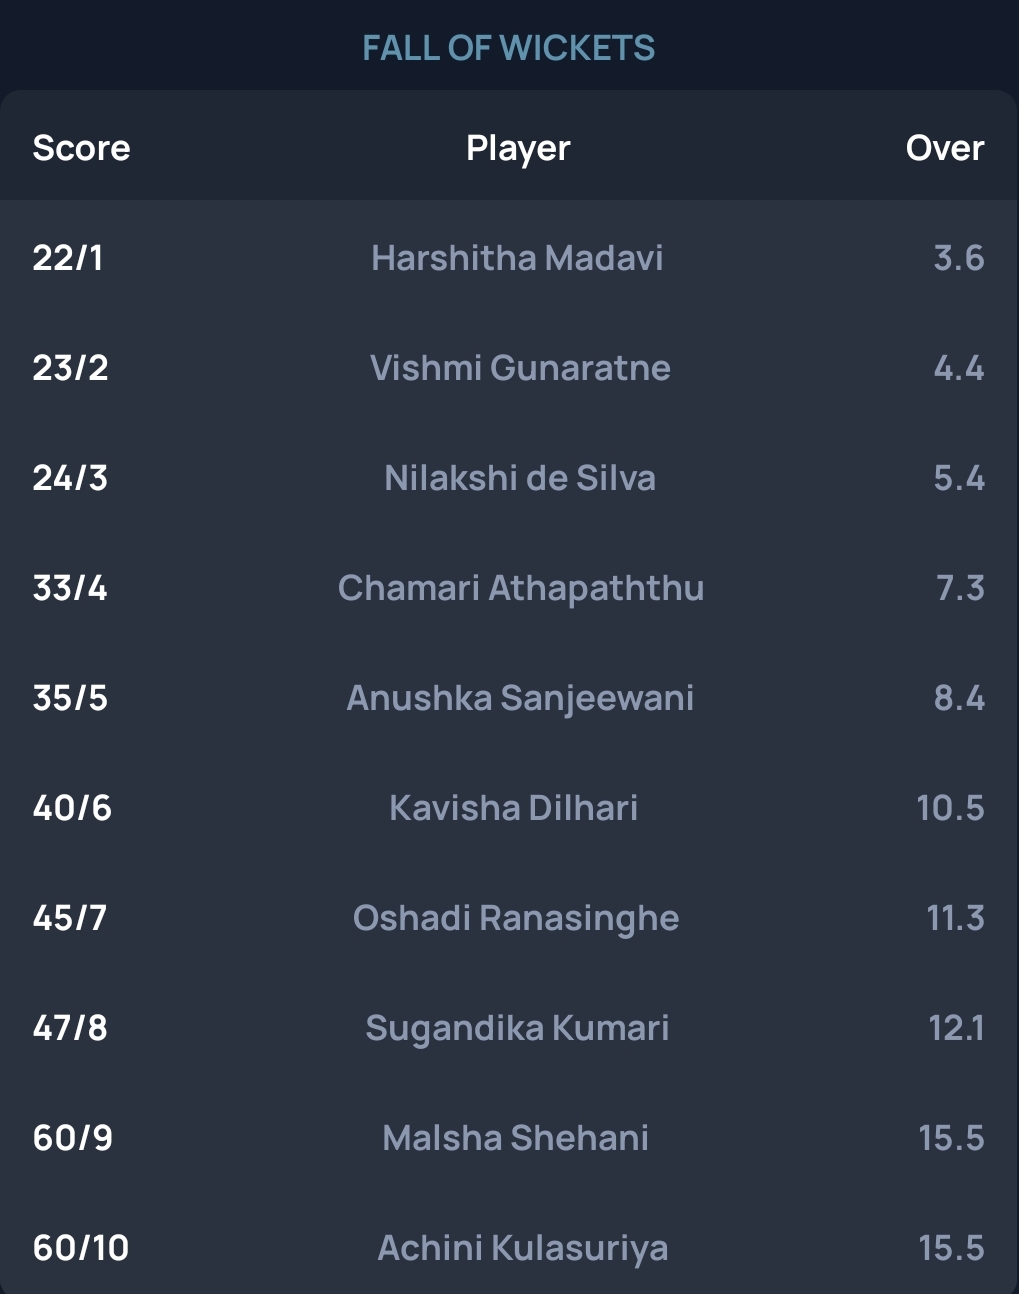 FALL OF WICKETS
Score Player Over
22/1 Harshitha Madavi 3.6
23/2 Vishmi Gunaratne 4.4
24/3 Nilakshi de Silva 5.4
33/4 Chamari Athapaththu 7.3
35/5 Anushka Sanjeewani 8.4
40/6 Kavisha Dilhari 10.5
45/7 Oshadi Ranasinghe 11.3
47/8 Sugandika Kumari 12.1
60/9 Malsha Shehani 15.5
60/10 Achini Kulasuriya 15.5